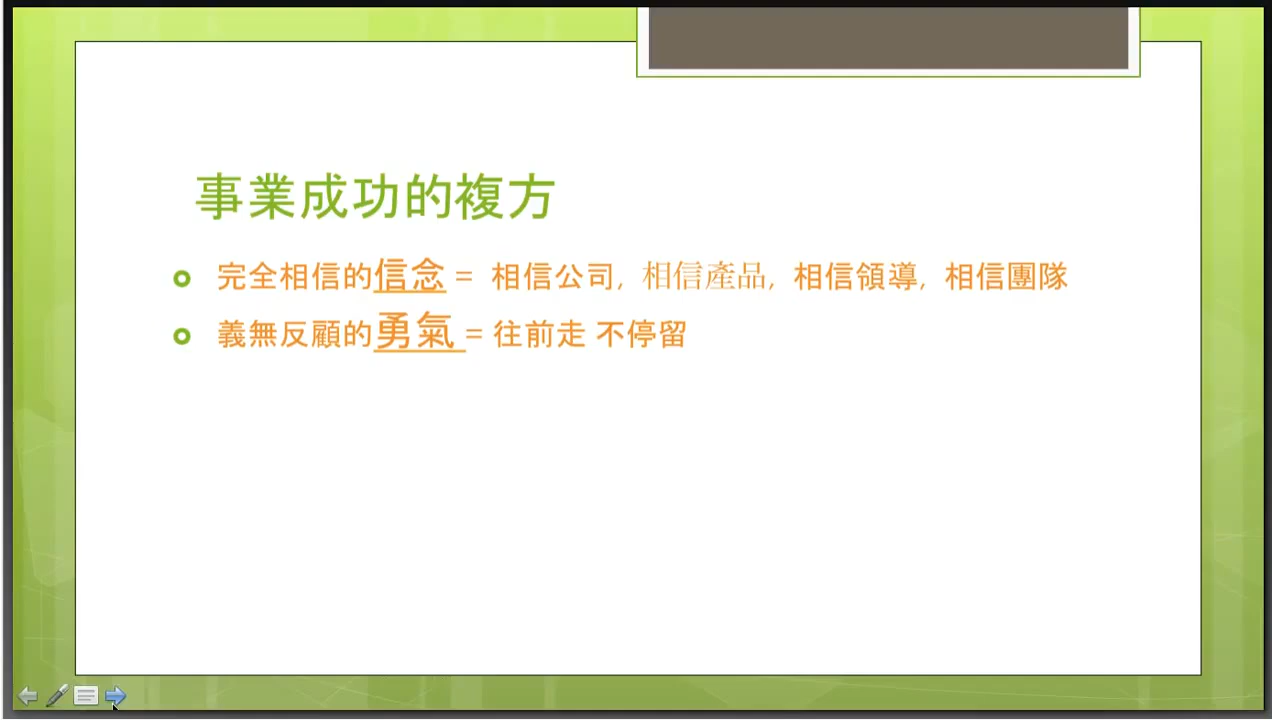 事業成功的複方
完全相信的信念 = 相信公司, 相信產品, 相信領導, 相信團隊
義無反顧的勇氣 = 往前走 不停留